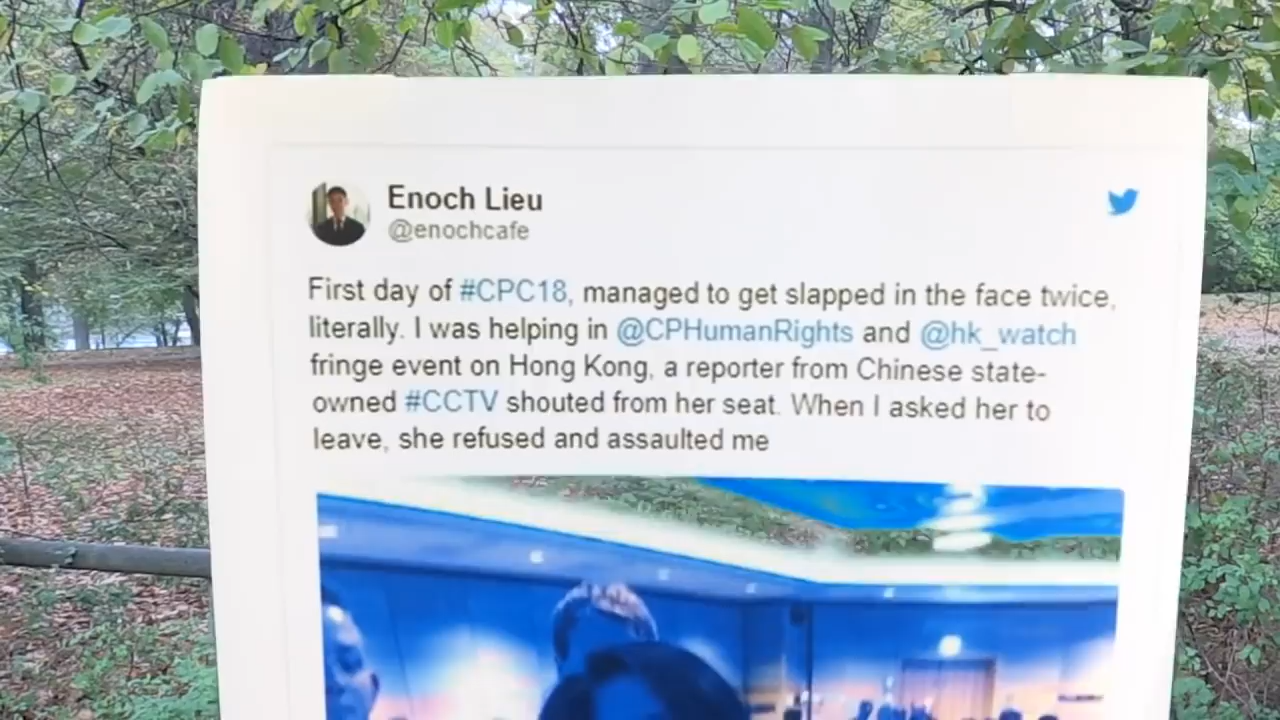 Enoch Lieu
@enochcafe
First day of #CPC18, managed to get slapped in the face twice,
literally. I was helping in @CPHumanRights and @hk_watch
fringe event on Hong Kong, a reporter from Chinese state-
owned #CCTV shouted from her seat. When I asked her to
leave, she refused and assaulted me